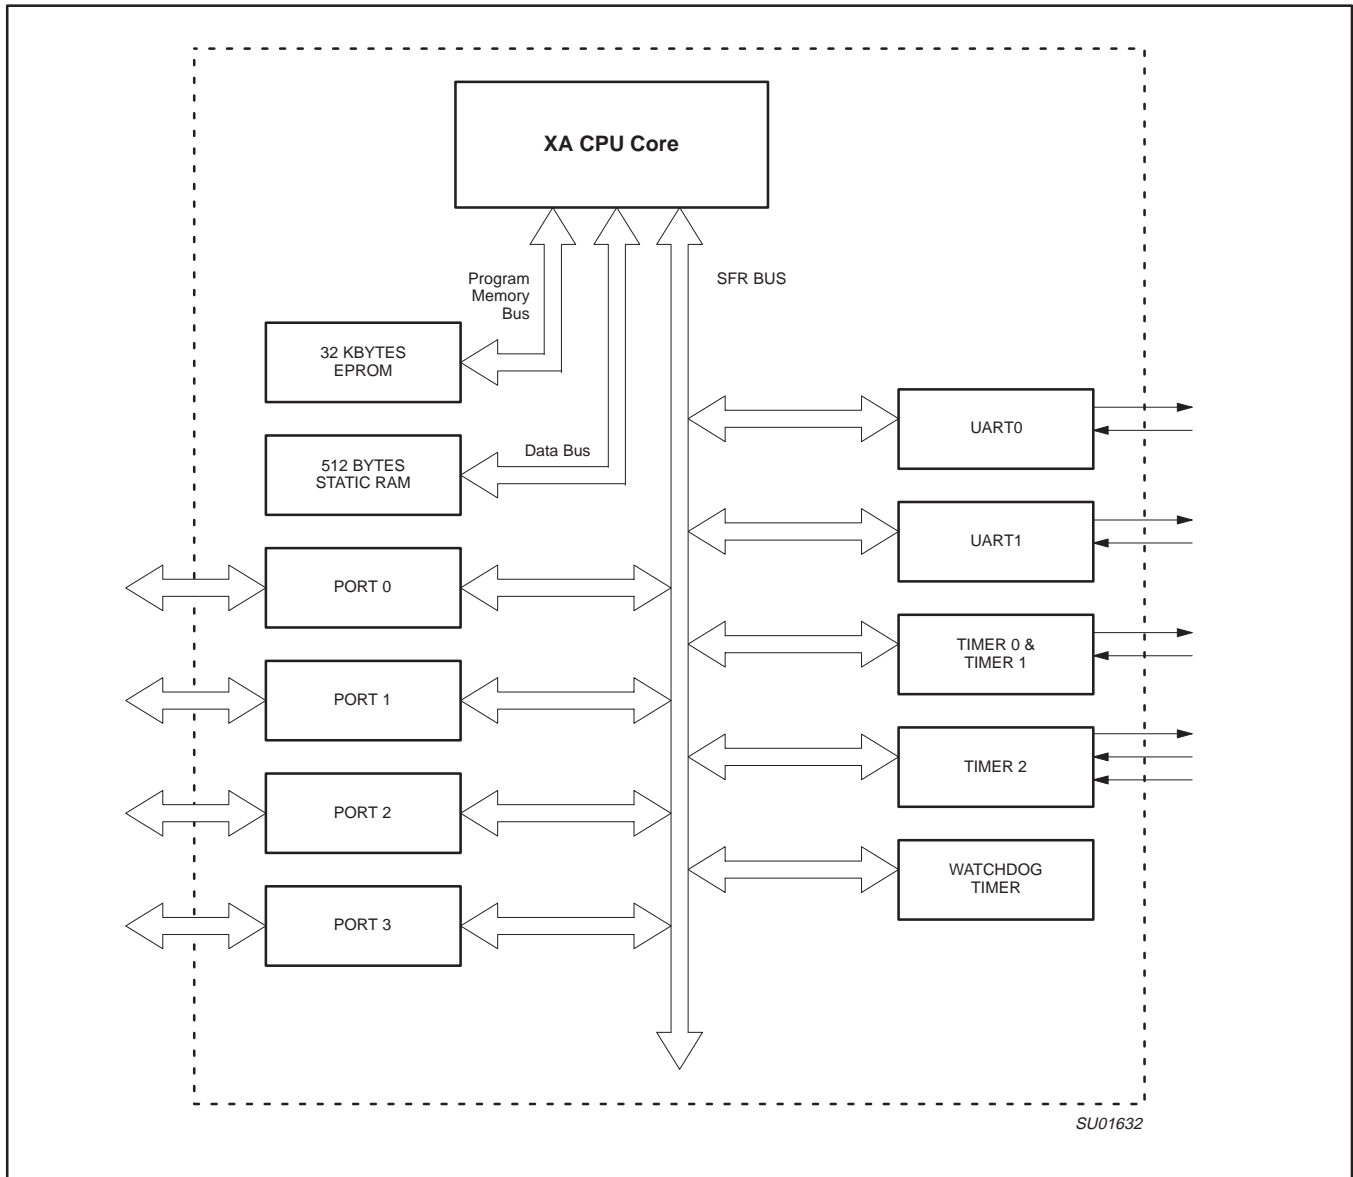 XA CPU Core
Program
Memory
Bus
SFR BUS
32 KBYTES
EPROM
UART0
Data Bus
512 BYTES
STATIC RAM
UART1
PORT 0
TIMER 0 &
TIMER 1
PORT 1
TIMER 2
PORT 2
WATCHDOG
TIMER
PORT 3
SU01632